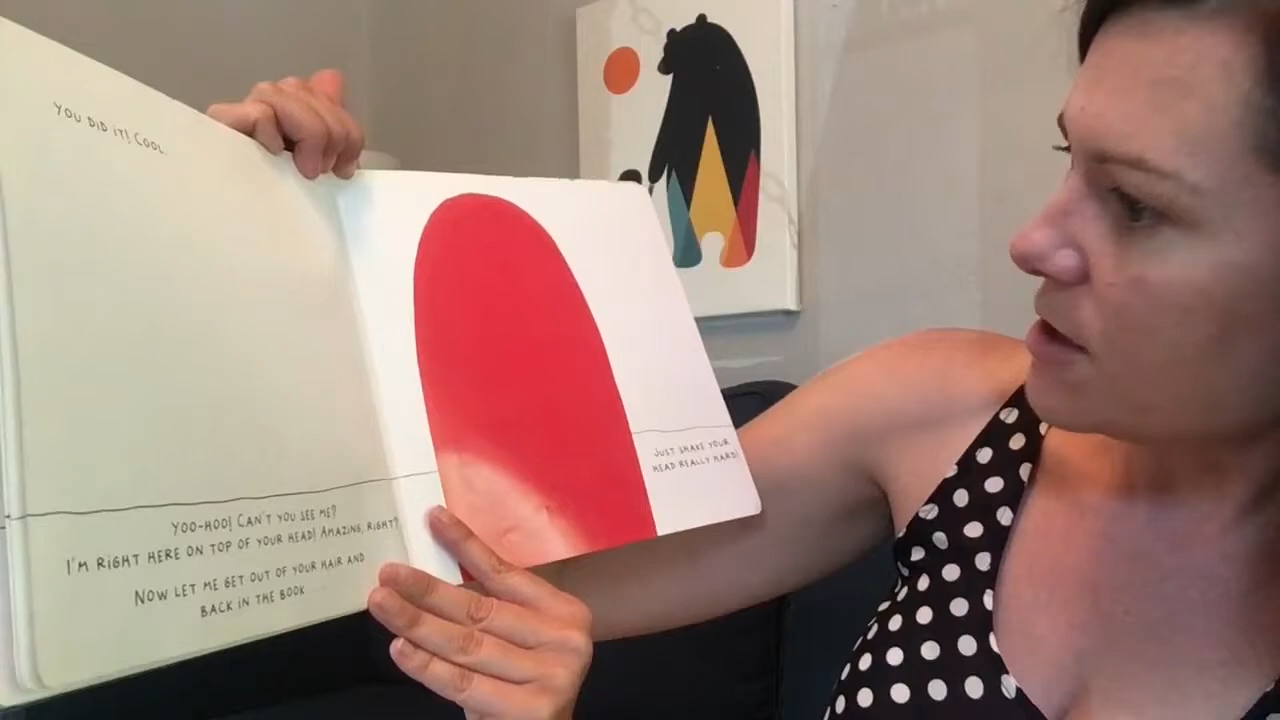 YOU DID IT! COOL.
YOO-HOO! CAN'T YOU SEE ME?
I'M RIGHT HERE ON TOP OF YOUR HEAD! AMAZING, RIGHT?
NOW LET ME GET OUT OF YOUR HAIR AND
BACK IN THE BOOK
JUST SHAKE YOUR
HEAD REALLY HARD!